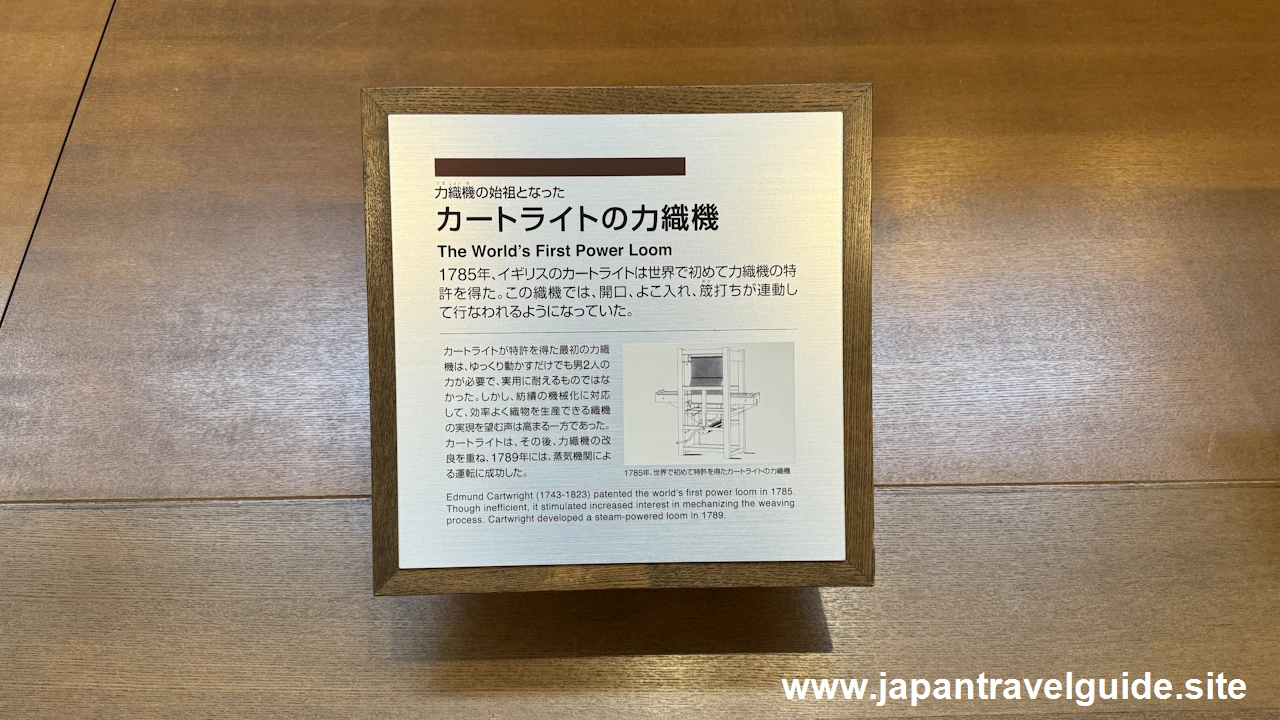 力織機の始祖となった
カートライトの力織機
The World's First Power Loom
1785年、イギリスのカートライトは世界で初めて力織機の特
許を得た。この織機では、開口、よこ入れ、筬打ちが連動し
て行なわれるようになっていた。
カートライトが特許を得た最初の力織
機は、ゆっくり動かすだけでも男2人の
力が必要で、実用に耐えるものではな
かった。しかし、紡績の機械化に対応
して、効率よく織物を生産できる織機
の実現を望む声は高まる一方であった。
カートライトは、その後、力織機の改
良を重ね、1789年には、蒸気機関によ
る運転に成功した。
1785年、世界で初めて特許を得たカートライトの力織機
Edmund Cartwright (1743-1823) patented the world's first power loom in 1785.
Though inefficient, it stimulated increased interest in mechanizing the weaving
process. Cartwright developed a steam-powered loom in 1789.
www.japantravelguide.site